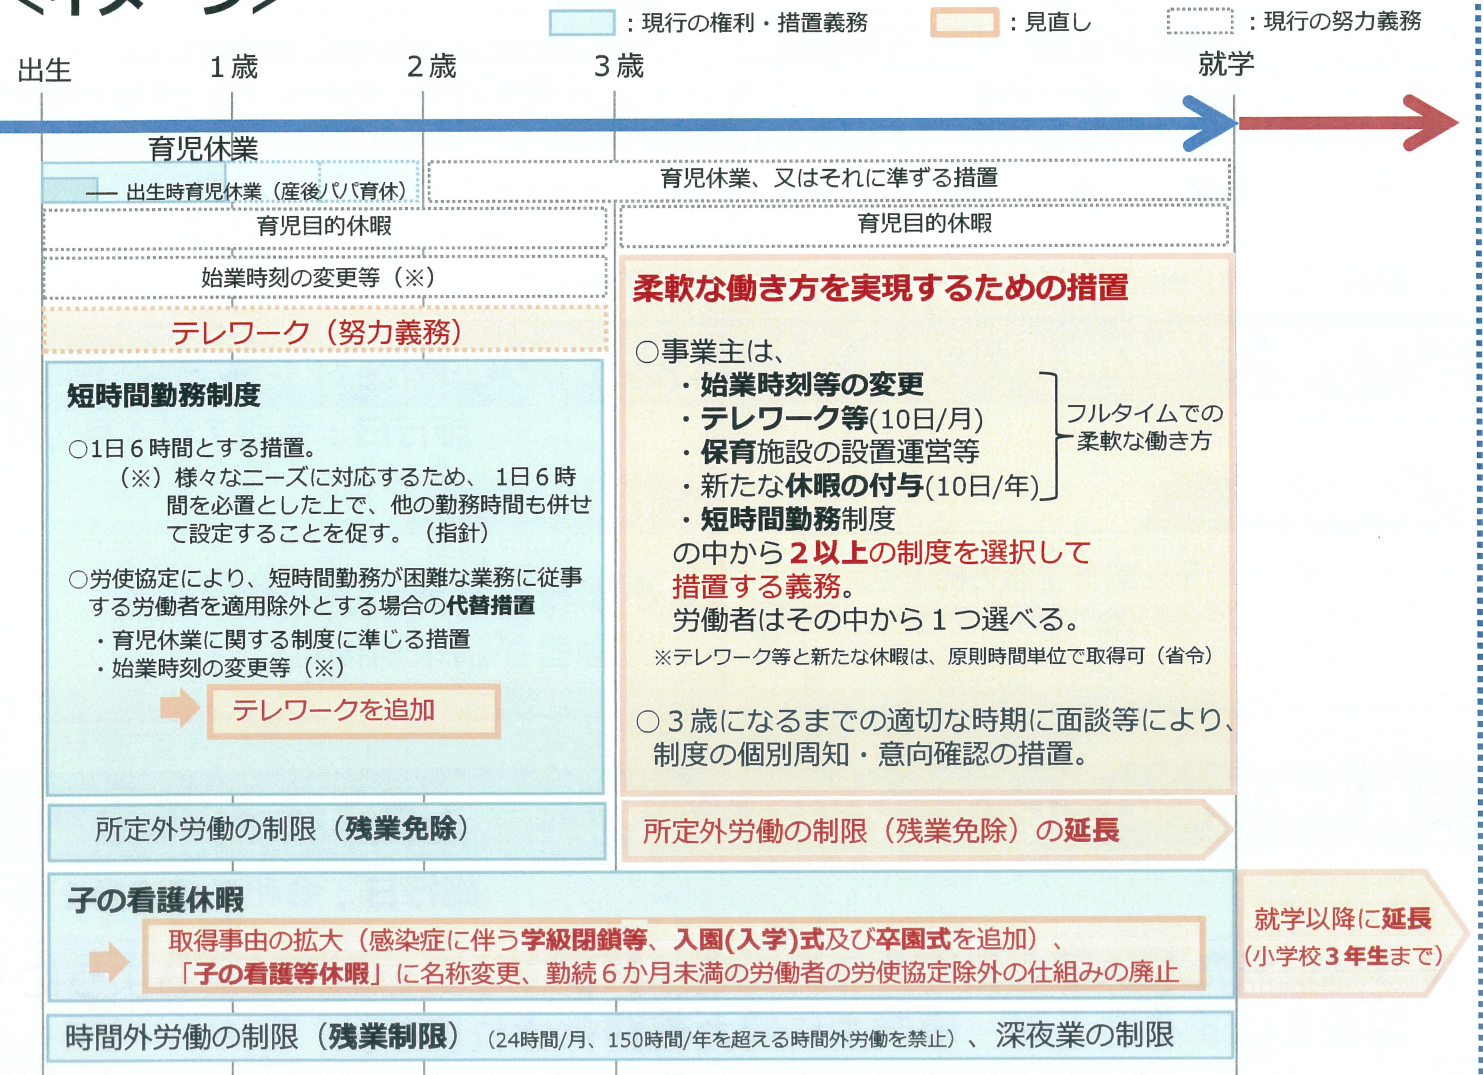 ＜イメージ＞
：現行の権利・措置義務　：見直し　：現行の努力義務
出生　1歳　2歳　3歳　就学
育児休業
出生時育児休業（産後パパ育休）
育児休業、又はそれに準ずる措置
育児目的休暇
育児目的休暇
始業時刻の変更等（※）
テレワーク（努力義務）
短時間勤務制度
○1日6時間とする措置。
（※）様々なニーズに対応するため、1日6時
間を必置とした上で、他の勤務時間も併せ
て設定することを促す。（指針）
○労使協定により、短時間勤務が困難な業務に従事
する労働者を適用除外とする場合の代替措置
・育児休業に関する制度に準じる措置
・始業時刻の変更等（※）
テレワークを追加
柔軟な働き方を実現するための措置
○事業主は、
・始業時刻等の変更
・テレワーク等(10日/月)
・保育施設の設置運営等
・新たな休暇の付与(10日/年)
・短時間勤務制度
フルタイムでの
柔軟な働き方
の中から２以上の制度を選択して
措置する義務。
労働者はその中から１つ選べる。
※テレワーク等と新たな休暇は、原則時間単位で取得可（省令）
○３歳になるまでの適切な時期に面談等により、
制度の個別周知・意向確認の措置。
所定外労働の制限（残業免除）
所定外労働の制限（残業免除）の延長
子の看護休暇
取得事由の拡大（感染症に伴う学級閉鎖等、入園(入学)式及び卒園式を追加）、
「子の看護等休暇」に名称変更、勤続６か月未満の労働者の労使協定除外の仕組みの廃止
就学以降に延長
（小学校３年生まで）
時間外労働の制限（残業制限）（24時間/月、150時間/年を超える時間外労働を禁止）、深夜業の制限